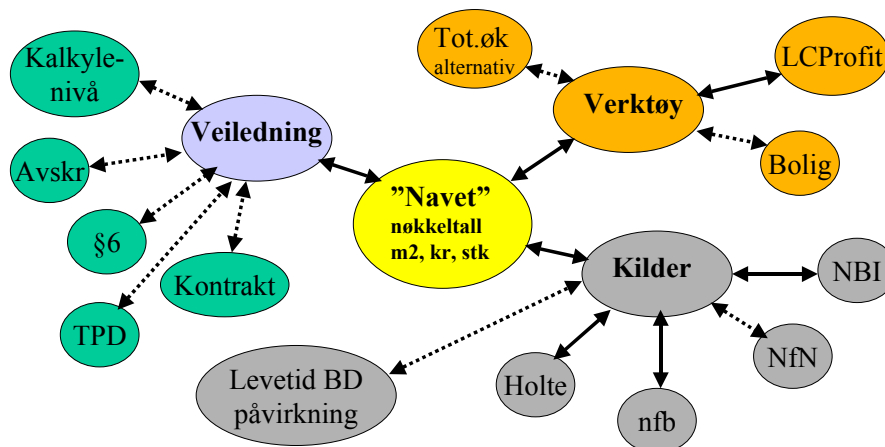 Kalkyle-
nivå
Avskr
§6
TPD
Kontrakt
Veiledning
”Navet”
nøkkeltall
m2, kr, stk
Tot.øk
alternativ
Verktøy
LCProfit
Bolig
Kilder
NBI
NfN
nfb
Holte
Levetid BD
påvirkning